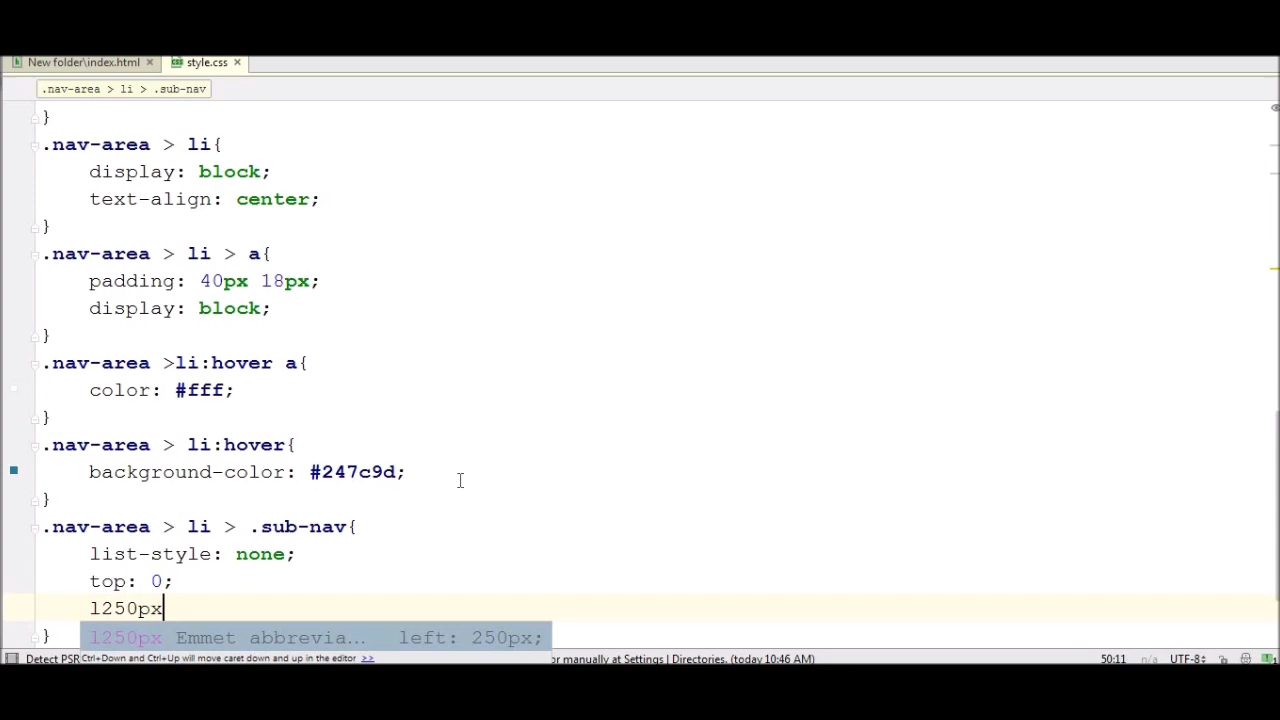 New folder\index.html × style.css ×
.nav-area > li > .sub-nav
}
.nav-area > li{
display: block;
text-align: center;
}
.nav-area > li > a{
padding: 40px 18px;
display: block;
}
.nav-area >li:hover a{
color: #fff;
}
.nav-area > li:hover{
background-color: #247c9d;
}
.nav-area > li > .sub-nav{
list-style: none;
top: 0;
l250px
} l250px Emmet abbrevia... left: 250px;
Detect PSR Ctrl+Down and Ctrl+Up will move caret down and up in the editor >> or manually at Settings | Directories. (today 10:46 AM) 50:11 n/a UTF-8